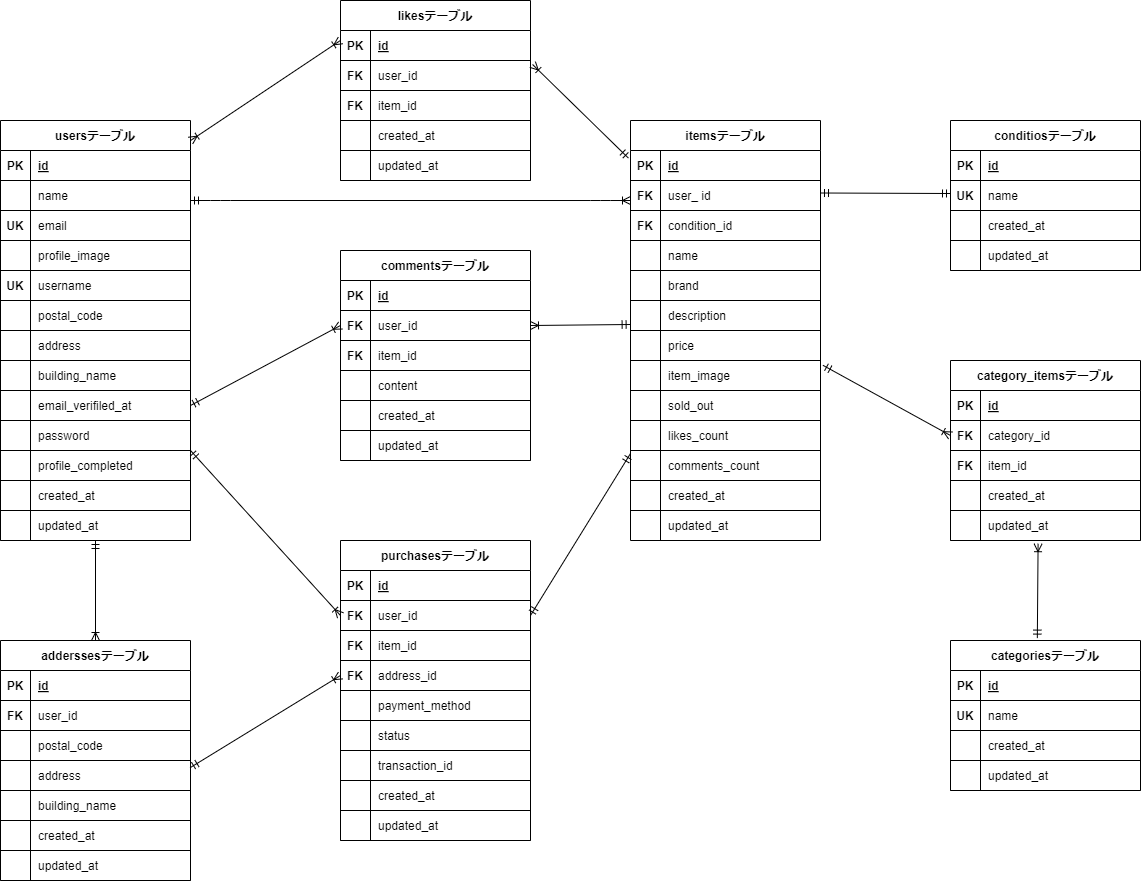 likesテーブル
PK id
FK user_id
FK item_id
created_at
updated_at
usersテーブル
PK id
name
UK email
profile_image
UK username
postal_code
address
building_name
email_verifiled_at
password
profile_completed
created_at
updated_at
itemsテーブル
PK id
FK user_ id
FK condition_id
name
brand
description
price
item_image
sold_out
likes_count
comments_count
created_at
updated_at
conditiosテーブル
PK id
UK name
created_at
updated_at
commentsテーブル
PK id
FK user_id
FK item_id
content
created_at
updated_at
category_itemsテーブル
PK id
FK category_id
FK item_id
created_at
updated_at
purchasesテーブル
PK id
FK user_id
FK item_id
FK address_id
payment_method
status
transaction_id
created_at
updated_at
adderssesテーブル
PK id
FK user_id
postal_code
address
building_name
created_at
updated_at
categoriesテーブル
PK id
UK name
created_at
updated_at